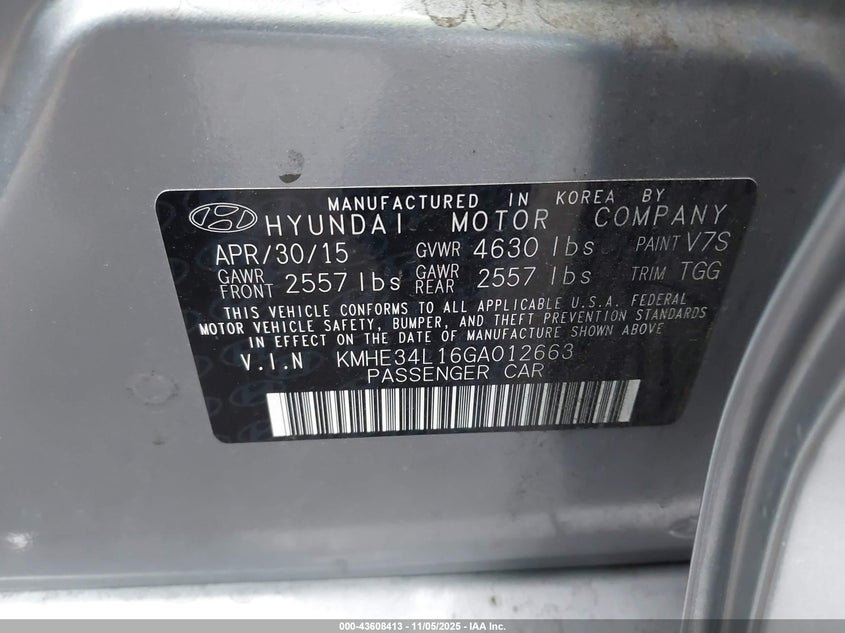 MANUFACTURED IN KOREA BY
HYUNDAI MOTOR COMPANY
APR/30/15 GVWR 4630 lbs PAINT V7S
GAWR FRONT 2557 lbs GAWR REAR 2557 lbs TRIM TGG
THIS VEHICLE CONFORMS TO ALL APPLICABLE U.S.A. FEDERAL
MOTOR VEHICLE SAFETY, BUMPER, AND THEFT PREVENTION STANDARDS
IN EFFECT ON THE DATE OF MANUFACTURE SHOWN ABOVE
V.I.N KMHE34L16GA012663
PASSENGER CAR
000-43608413 - 11/05/2025 - IAA Inc.